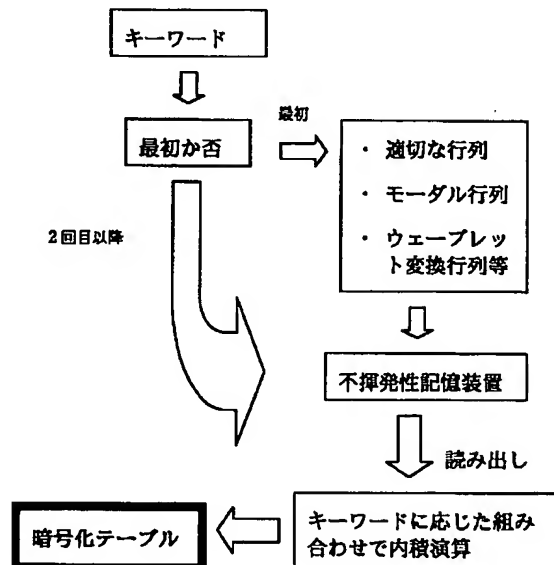 キーワード
最初か否
最初
・ 適切な行列
・ モーダル行列
・ ウェーブレッ
ト変換行列等
2回目以降
不揮発性記憶装置
読み出し
キーワードに応じた組み
合わせで内積演算
暗号化テーブル